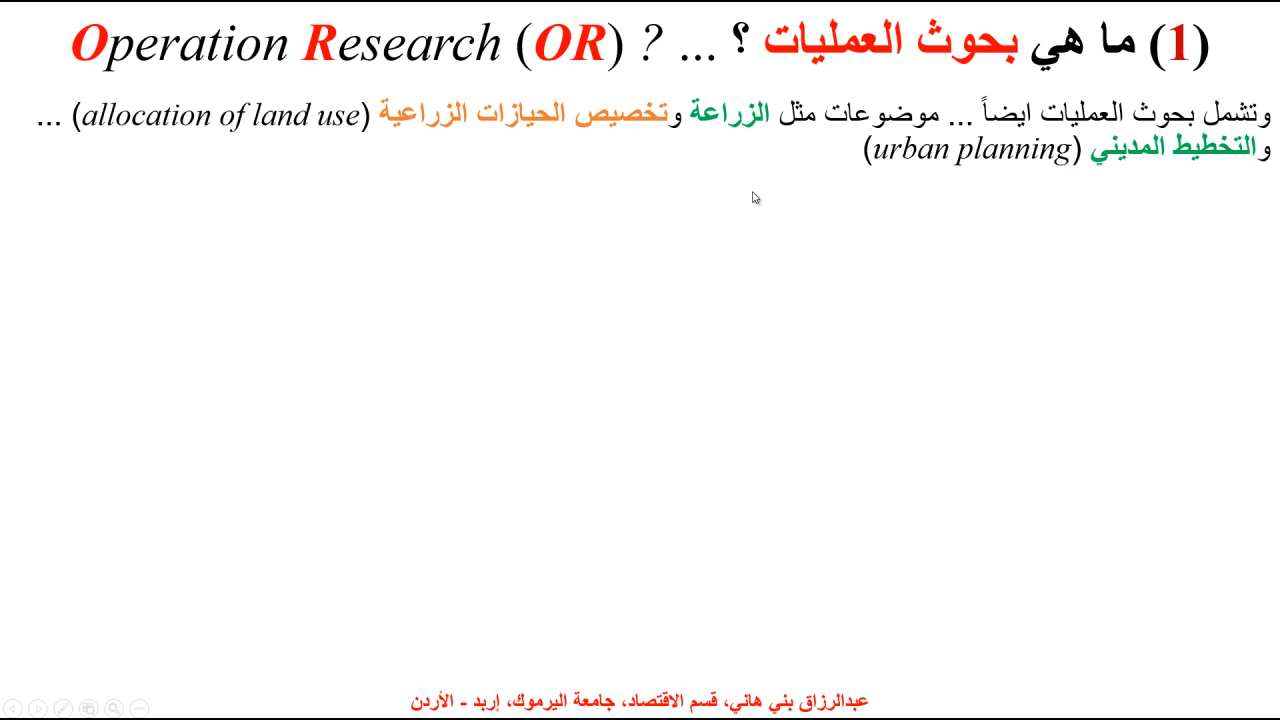 (1) ما هي بحوث العمليات ؟ ... Operation Research (OR) ?
وتشمل بحوث العمليات ايضاً ... موضوعات مثل الزراعة وتخصيص الحيازات الزراعية (allocation of land use) ...
والتخطيط المديني (urban planning)
عبدالرزاق بني هاني، قسم الاقتصاد، جامعة اليرموك، إربد - الأردن